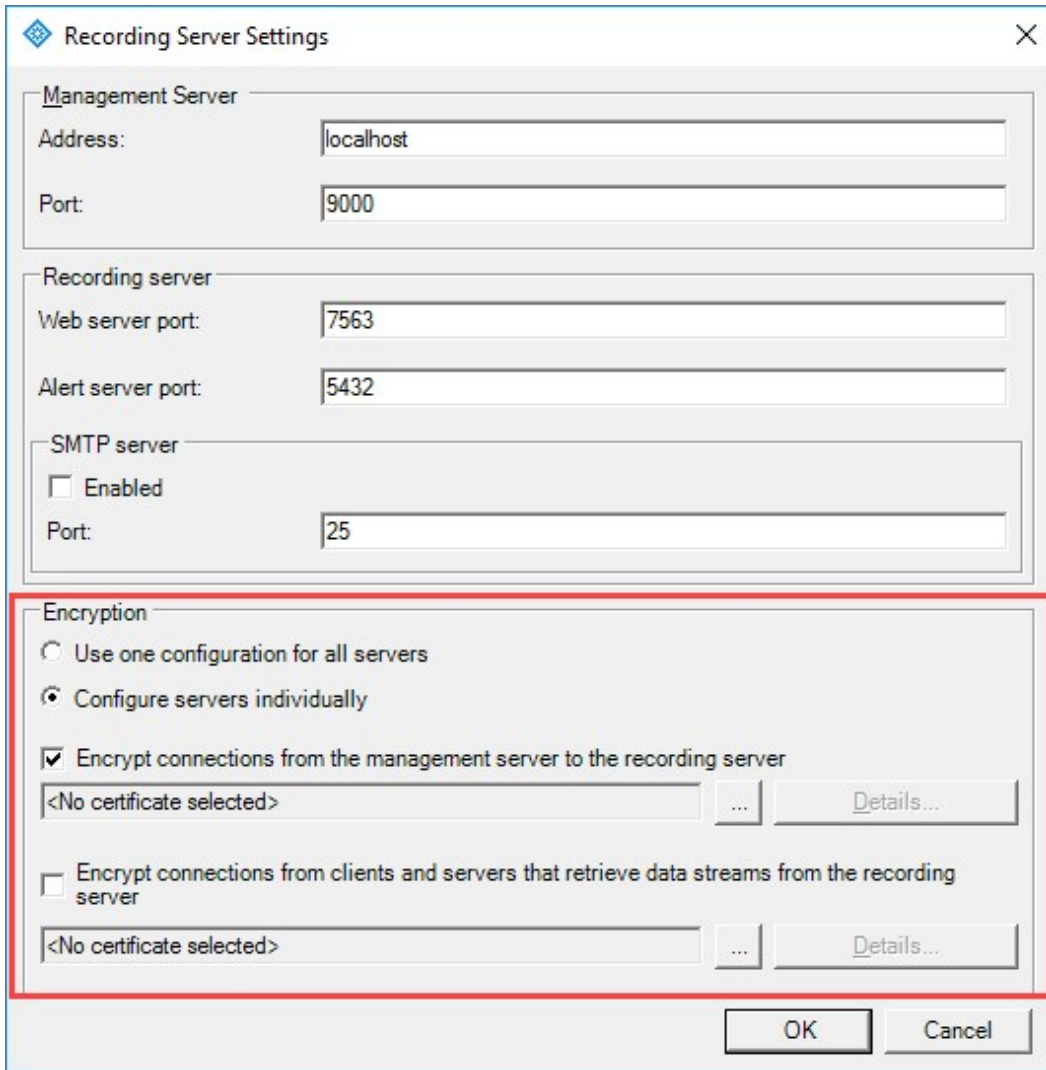 Recording Server Settings
Management Server
Address:
localhost
Port:
9000
Recording server
Web server port:
7563
Alert server port:
5432
SMTP server
Enabled
Port:
25
Encryption
Use one configuration for all servers
Configure servers individually
Encrypt connections from the management server to the recording server
<No certificate selected>
...
Details...
Encrypt connections from clients and servers that retrieve data streams from the recording
server
<No certificate selected>
...
Details...
OK
Cancel